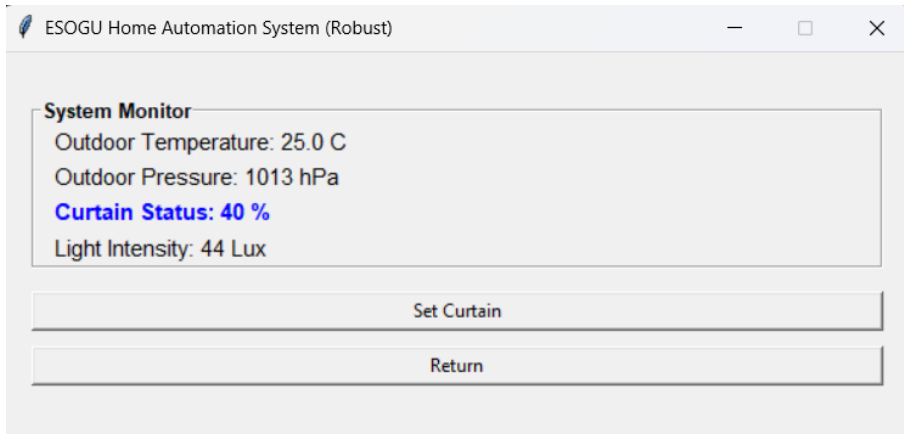 ESOGU Home Automation System (Robust)
System Monitor
Outdoor Temperature: 25.0 C
Outdoor Pressure: 1013 hPa
Curtain Status: 40 %
Light Intensity: 44 Lux
Set Curtain
Return